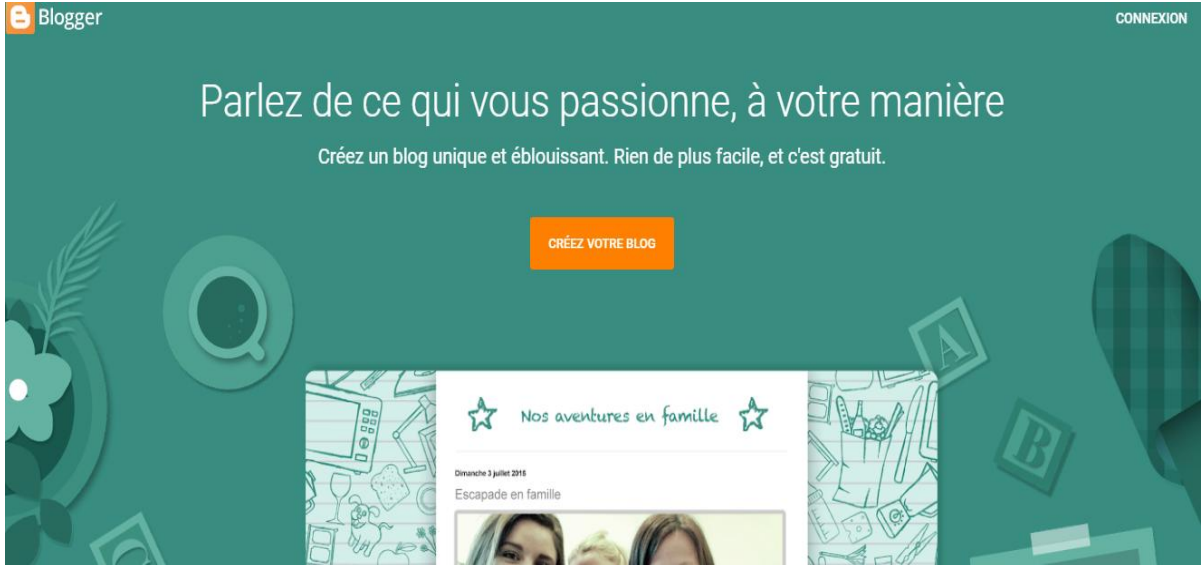 Blogger
CONNEXION
Parlez de ce qui vous passionne, à votre manière
Créez un blog unique et éblouissant. Rien de plus facile, et c'est gratuit.
CRÉEZ VOTRE BLOG
A
Nos aventures en famille
B
Dimanche 3 juillet 2016
Escapade en famille
C